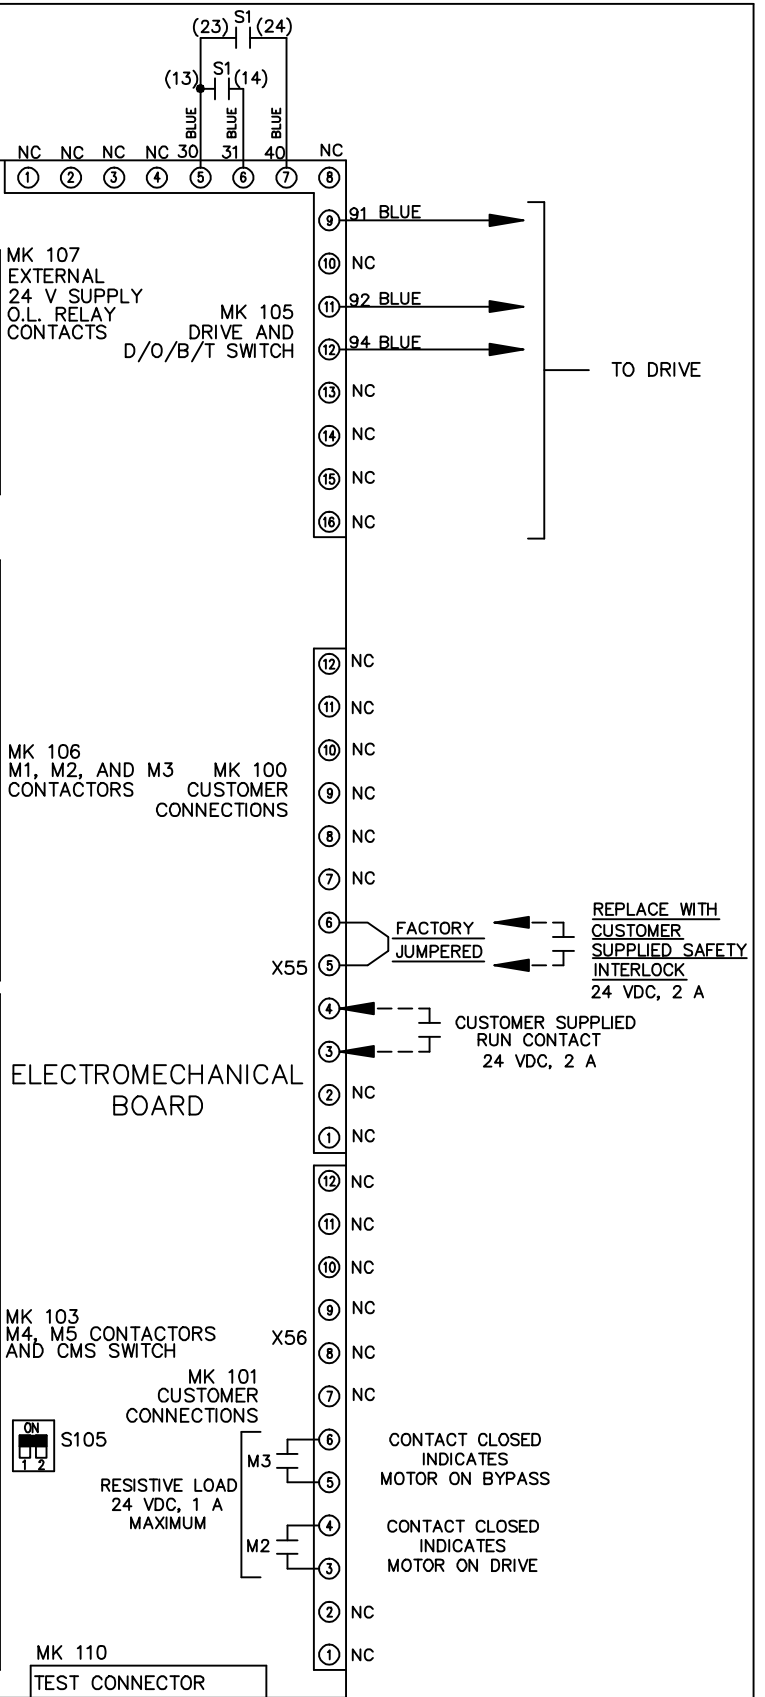 S1
(23) (24)
S1
(13) (14)
BLUE BLUE BLUE
NC NC NC NC 30 31 40 NC
1 2 3 4 5 6 7 8
9 91 BLUE
MK 107
EXTERNAL
24 V SUPPLY
O.L. RELAY
CONTACTS
10 NC
MK 105
DRIVE AND
D/O/B/T SWITCH
11 92 BLUE
12 94 BLUE
TO DRIVE
13 NC
14 NC
15 NC
16 NC
12 NC
11 NC
MK 106
M1, M2, AND M3
CONTACTORS
MK 100
CUSTOMER
CONNECTIONS
10 NC
9 NC
8 NC
7 NC
6
X55 5
FACTORY
JUMPERED
REPLACE WITH
CUSTOMER
SUPPLIED SAFETY
INTERLOCK
24 VDC, 2 A
4
3
CUSTOMER SUPPLIED
RUN CONTACT
24 VDC, 2 A
ELECTROMECHANICAL
BOARD
2 NC
1 NC
12 NC
11 NC
10 NC
9 NC
MK 103
M4, M5 CONTACTORS
AND CMS SWITCH
X56
8 NC
MK 101
CUSTOMER
CONNECTIONS
7 NC
ON
1 2
S105
6
M3
5
CONTACT CLOSED
INDICATES
MOTOR ON BYPASS
RESISTIVE LOAD
24 VDC, 1 A
MAXIMUM
4
M2
3
CONTACT CLOSED
INDICATES
MOTOR ON DRIVE
2 NC
1 NC
MK 110
TEST CONNECTOR